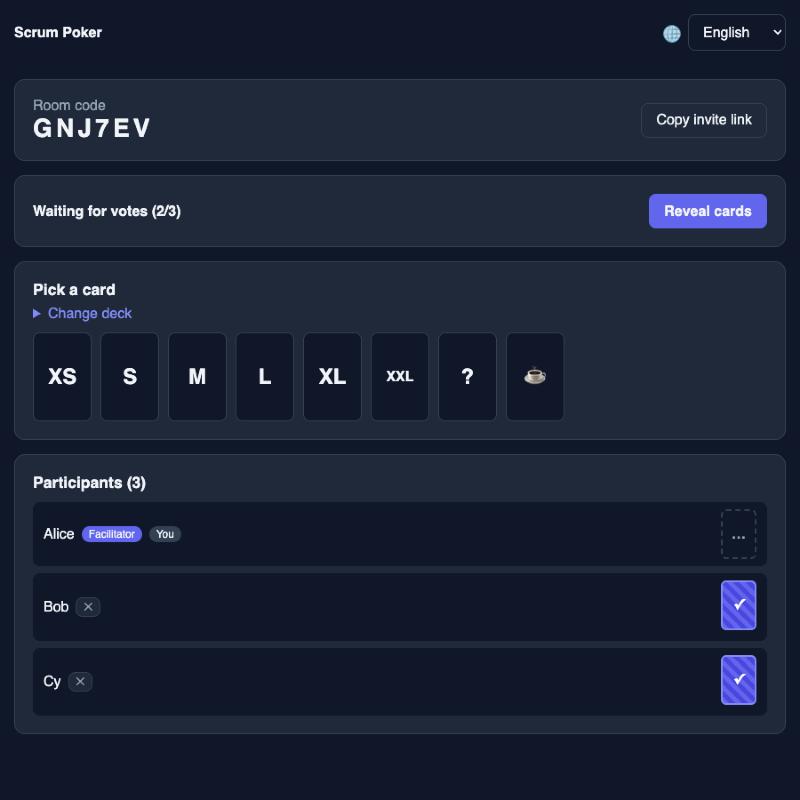 Scrum Poker
🌐 English
Room code
GNJ7EV
Copy invite link
Waiting for votes (2/3)
Reveal cards
Pick a card
▶ Change deck
XS S M L XL XXL ? ☕
Participants (3)
Alice Facilitator You
...
Bob ✕
✓
Cy ✕
✓